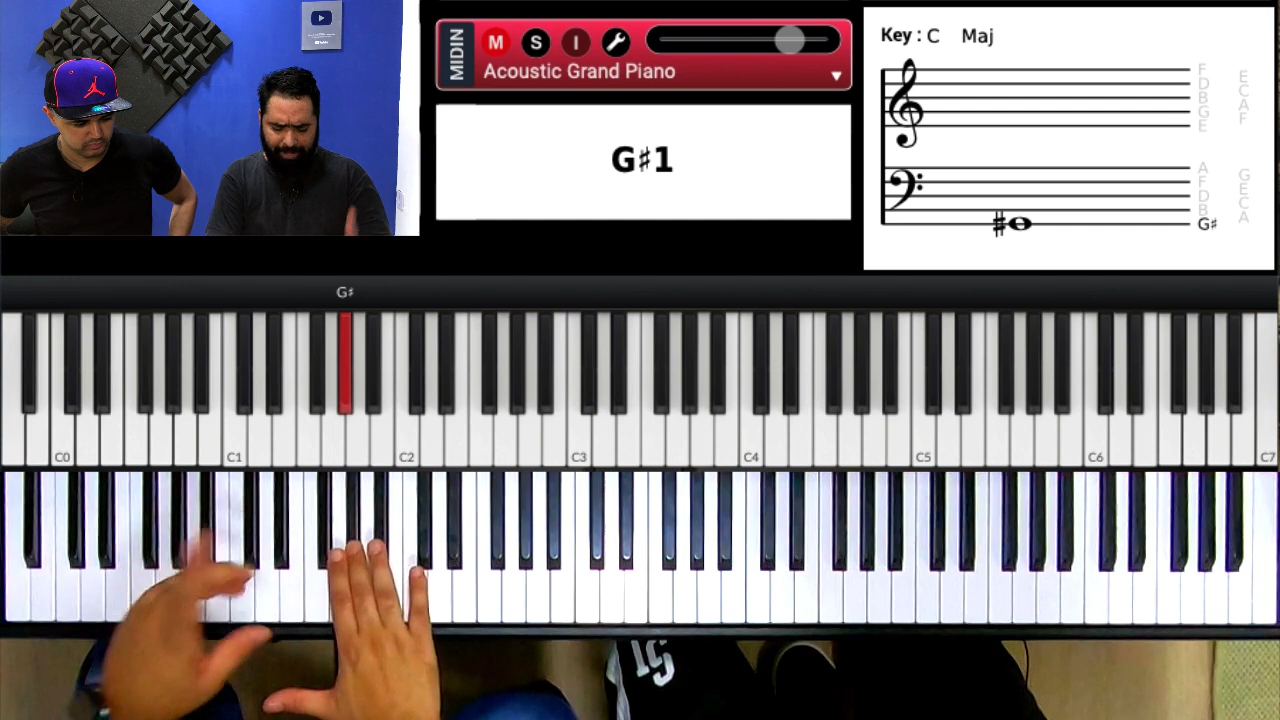 MIDIN
M S I
Acoustic Grand Piano
G♯1
Key : C Maj
F
D
B
G
E
E
C
A
F
A
F
D
B
G♯
G
E
C
A
G♯
C0 C1 C2 C3 C4 C5 C6 C7